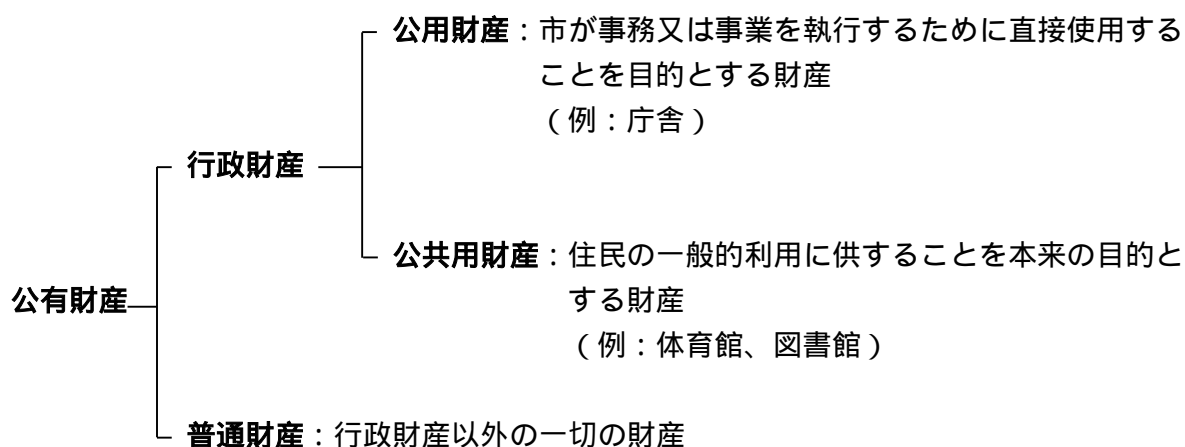 公用財産：市が事務又は事業を執行するために直接使用する
ことを目的とする財産
（例：庁舎）
行政財産
公共用財産：住民の一般的利用に供することを本来の目的と
する財産
（例：体育館、図書館）
公有財産
普通財産：行政財産以外の一切の財産